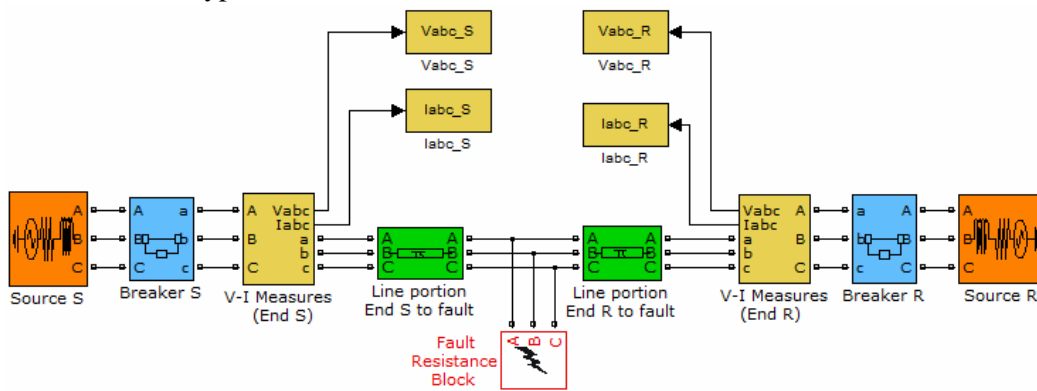 Vabc_S
Vabc_S
Vabc_R
Vabc_R
Iabc_S
Iabc_S
Iabc_R
Iabc_R
A
B
C
Source S
A a
B b
C c
Breaker S
A Vabc
Iabc
B a
b
C c
V-I Measures
(End S)
A A
B B
C C
Line portion
End S to fault
A A
B B
C C
Line portion
End R to fault
Vabc A
Iabc
a B
b
c C
V-I Measures
(End R)
a A
b B
c C
Breaker R
A
B
C
Source R
A B C
Fault
Resistance
Block